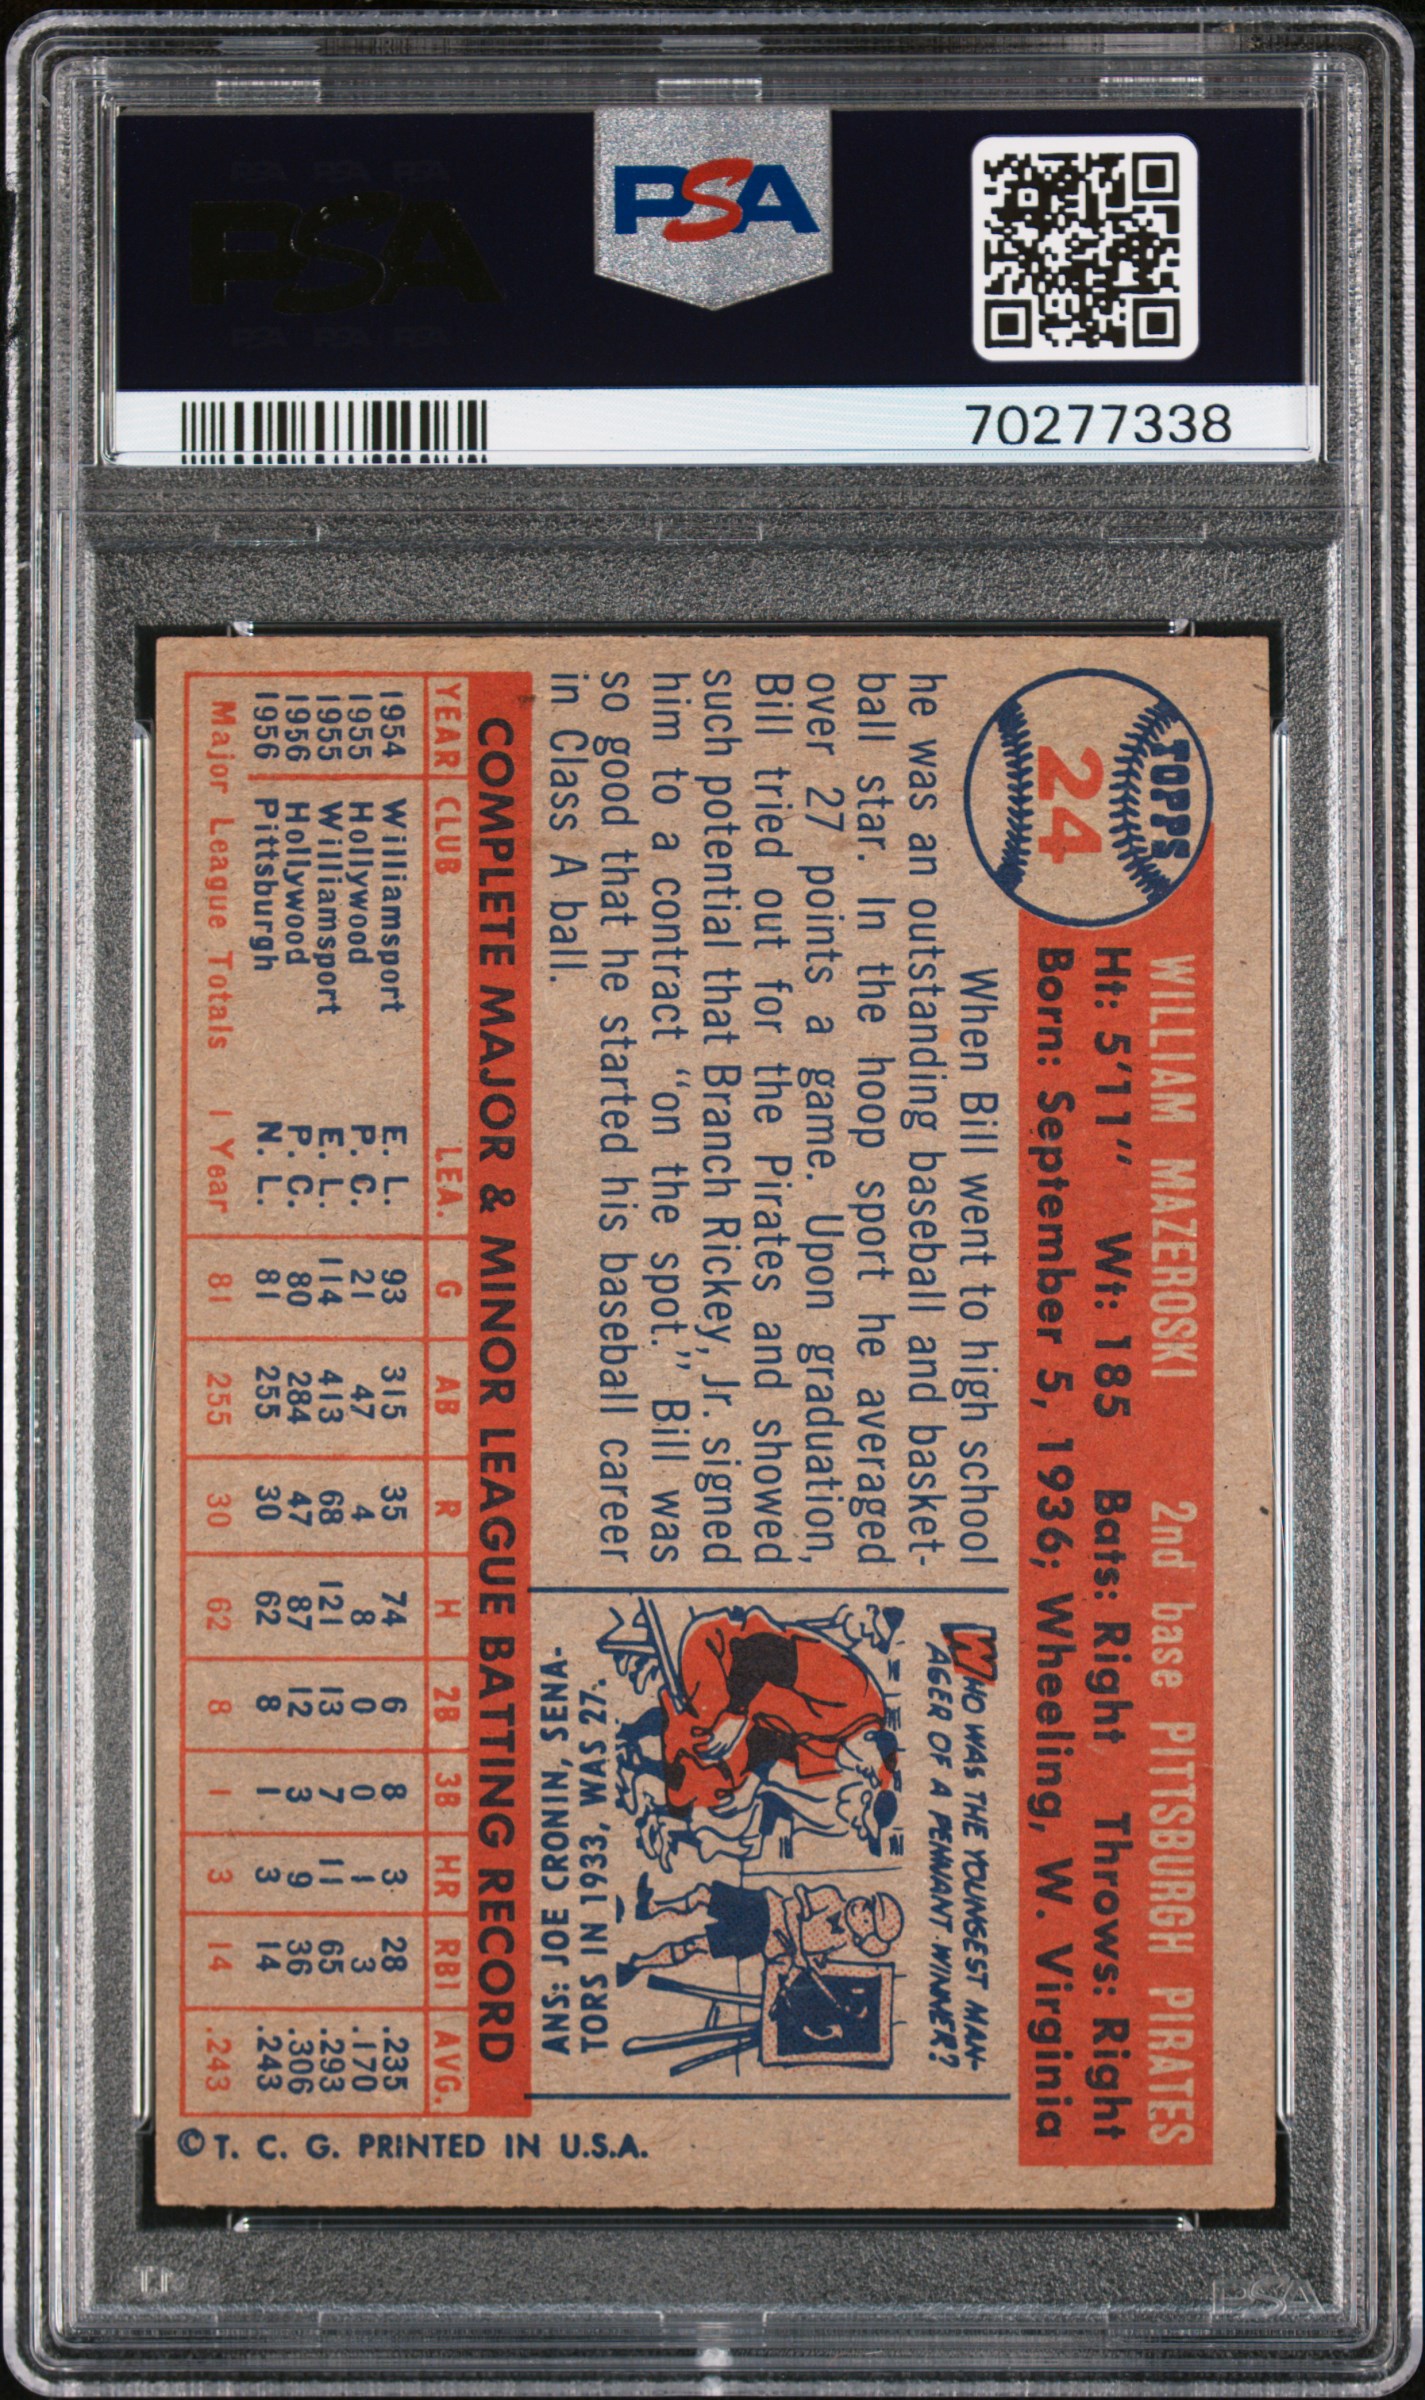 PSA PSA PSA
PSA
PSA PSA PSA
PSA
70277338
TOPPS
24
WILLIAM MAZEROSKI 2nd base PITTSBURGH PIRATES
Ht: 5'11" Wt: 185 Bats: Right Throws: Right
Born: September 5, 1936; Wheeling, W. Virginia
When Bill went to high school
he was an outstanding baseball and basket-
ball star. In the hoop sport he averaged
over 27 points a game. Upon graduation,
Bill tried out for the Pirates and showed
such potential that Branch Rickey, Jr. signed
him to a contract "on the spot." Bill was
so good that he started his baseball career
in Class A ball.
WHO WAS THE YOUNGEST MAN-
AGER OF A PENNANT WINNER?
ANS: JOE CRONIN, SENA-
TORS IN 1933, WAS 27.
COMPLETE MAJOR & MINOR LEAGUE BATTING RECORD
YEAR CLUB LEA. G AB R H 2B 3B HR RBI AVG.
1954 Williamsport E. L. 93 315 35 74 6 8 3 28 .235
1955 Hollywood P. C. 21 47 4 8 0 0 1 3 .170
1955 Williamsport E. L. 114 413 68 121 13 7 11 65 .293
1956 Hollywood P. C. 80 284 47 87 12 3 9 36 .306
1956 Pittsburgh N. L. 81 255 30 62 8 1 3 14 .243
Major League Totals 1 Year 81 255 30 62 8 1 3 14 .243
© T. C. G. PRINTED IN U.S.A.
TT
PSA